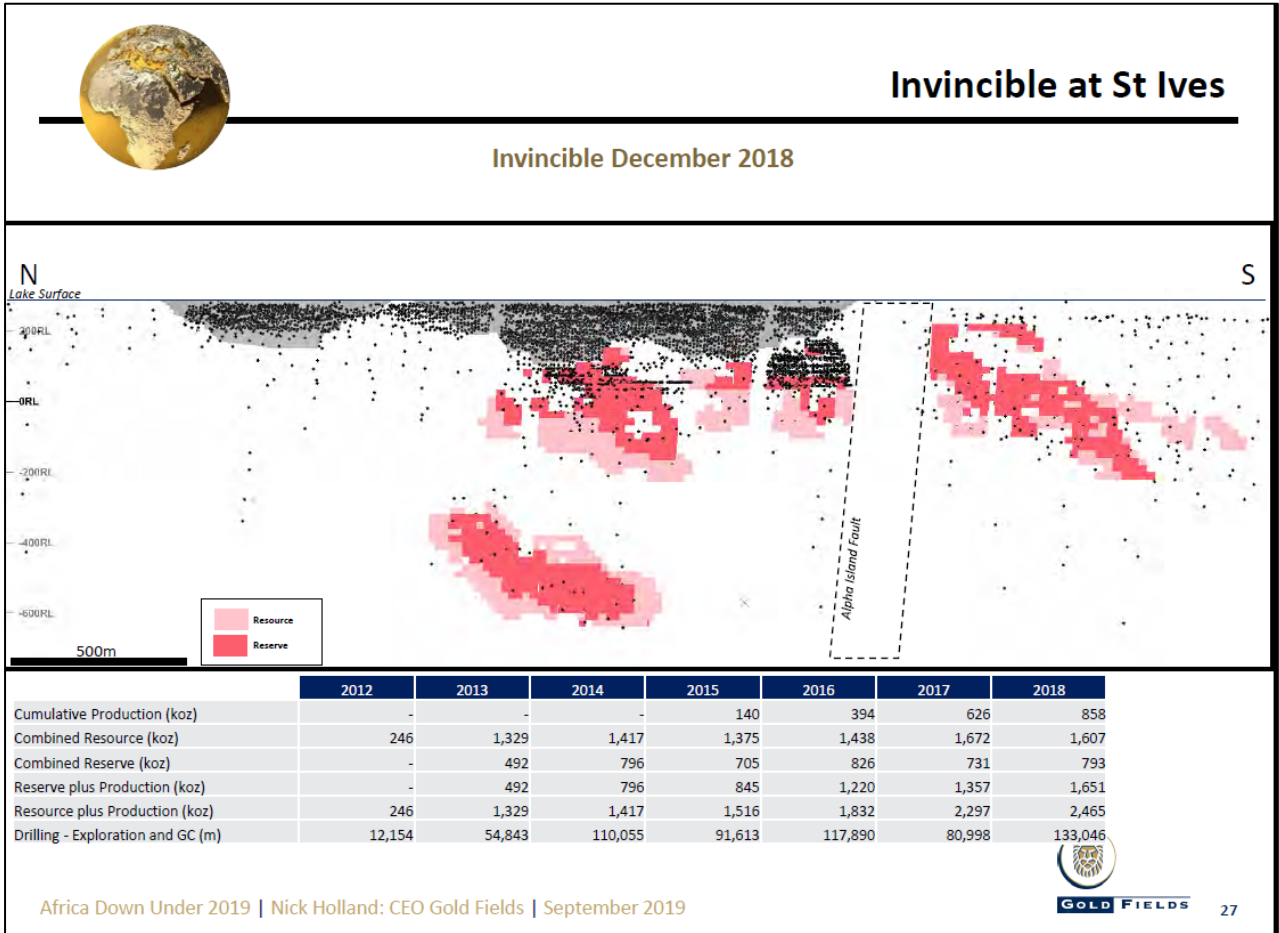 Invincible at St Ives
Invincible December 2018
N
S
Lake Surface
200RL
0RL
-200RL
-400RL
-600RL
Alpha Island Fault
Resource
Reserve
500m
2012 2013 2014 2015 2016 2017 2018
Cumulative Production (koz) - - - 140 394 626 858
Combined Resource (koz) 246 1,329 1,417 1,375 1,438 1,672 1,607
Combined Reserve (koz) - 492 796 705 826 731 793
Reserve plus Production (koz) 492 796 845 1,220 1,357 1,651
Resource plus Production (koz) 246 1,329 1,417 1,516 1,832 2,297 2,465
Drilling - Exploration and GC (m) 12,154 54,843 110,055 91,613 117,890 80,998 133,046
Africa Down Under 2019 | Nick Holland: CEO Gold Fields | September 2019
GOLD FIELDS
27